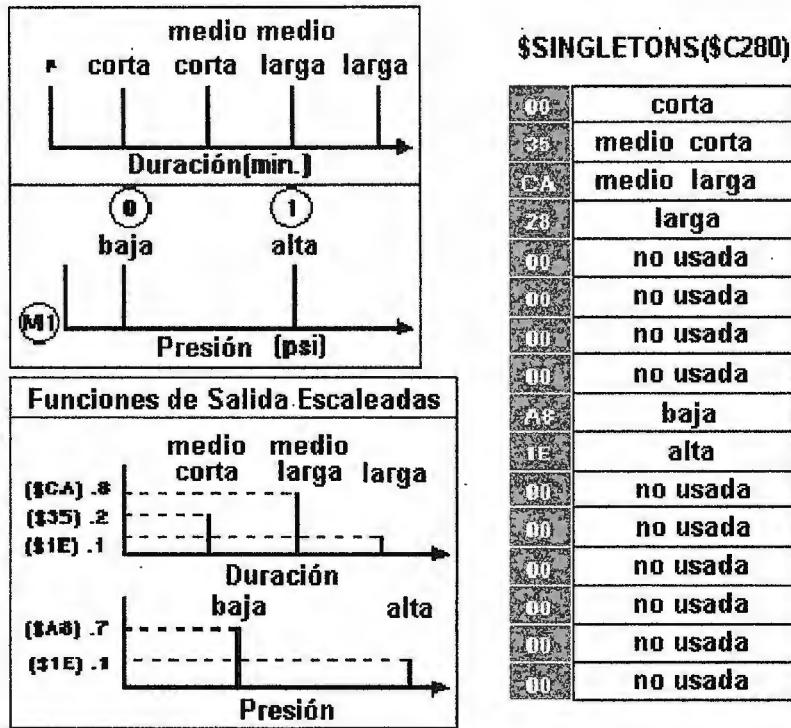 medio medio
corta corta larga larga
Duración(min.)
0 1
baja alta
M1
Presión (psi)
Funciones de Salida Escaleadas
medio medio
corta larga larga
($CA) .8
($35) .2
($1E) .1
Duración
baja alta
($A8) .7
($1E) .1
Presión
$SINGLETONS($C280)
00 corta
35 medio corta
CA medio larga
28 larga
00 no usada
00 no usada
00 no usada
00 no usada
A8 baja
1E alta
00 no usada
00 no usada
00 no usada
00 no usada
00 no usada
00 no usada